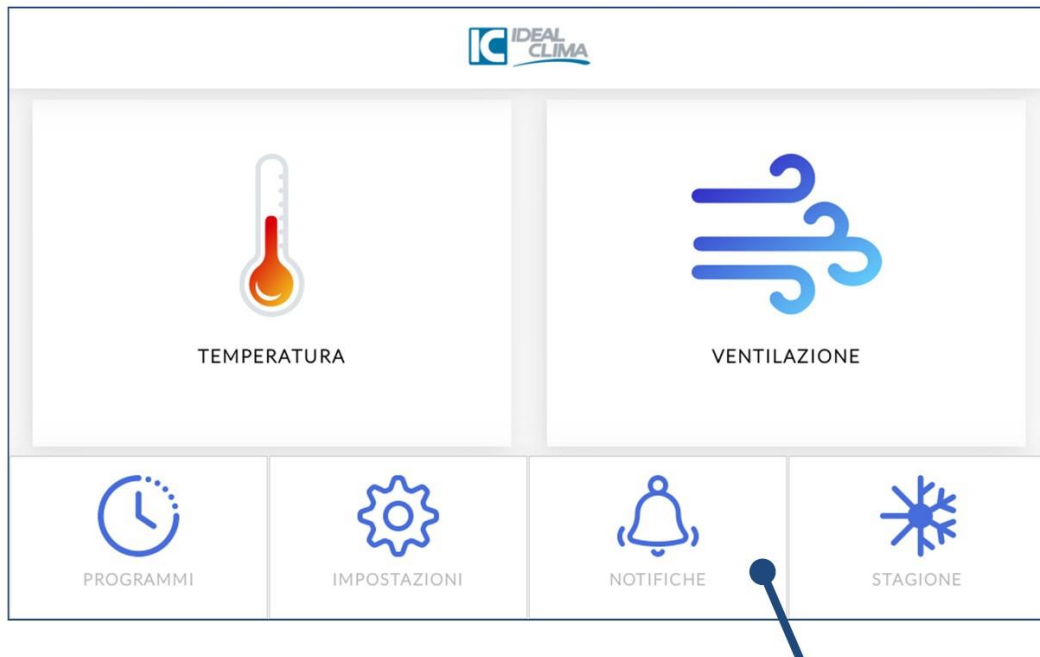 IC IDEAL
CLIMA
TEMPERATURA
VENTILAZIONE
PROGRAMMI
IMPOSTAZIONI
NOTIFICHE
STAGIONE